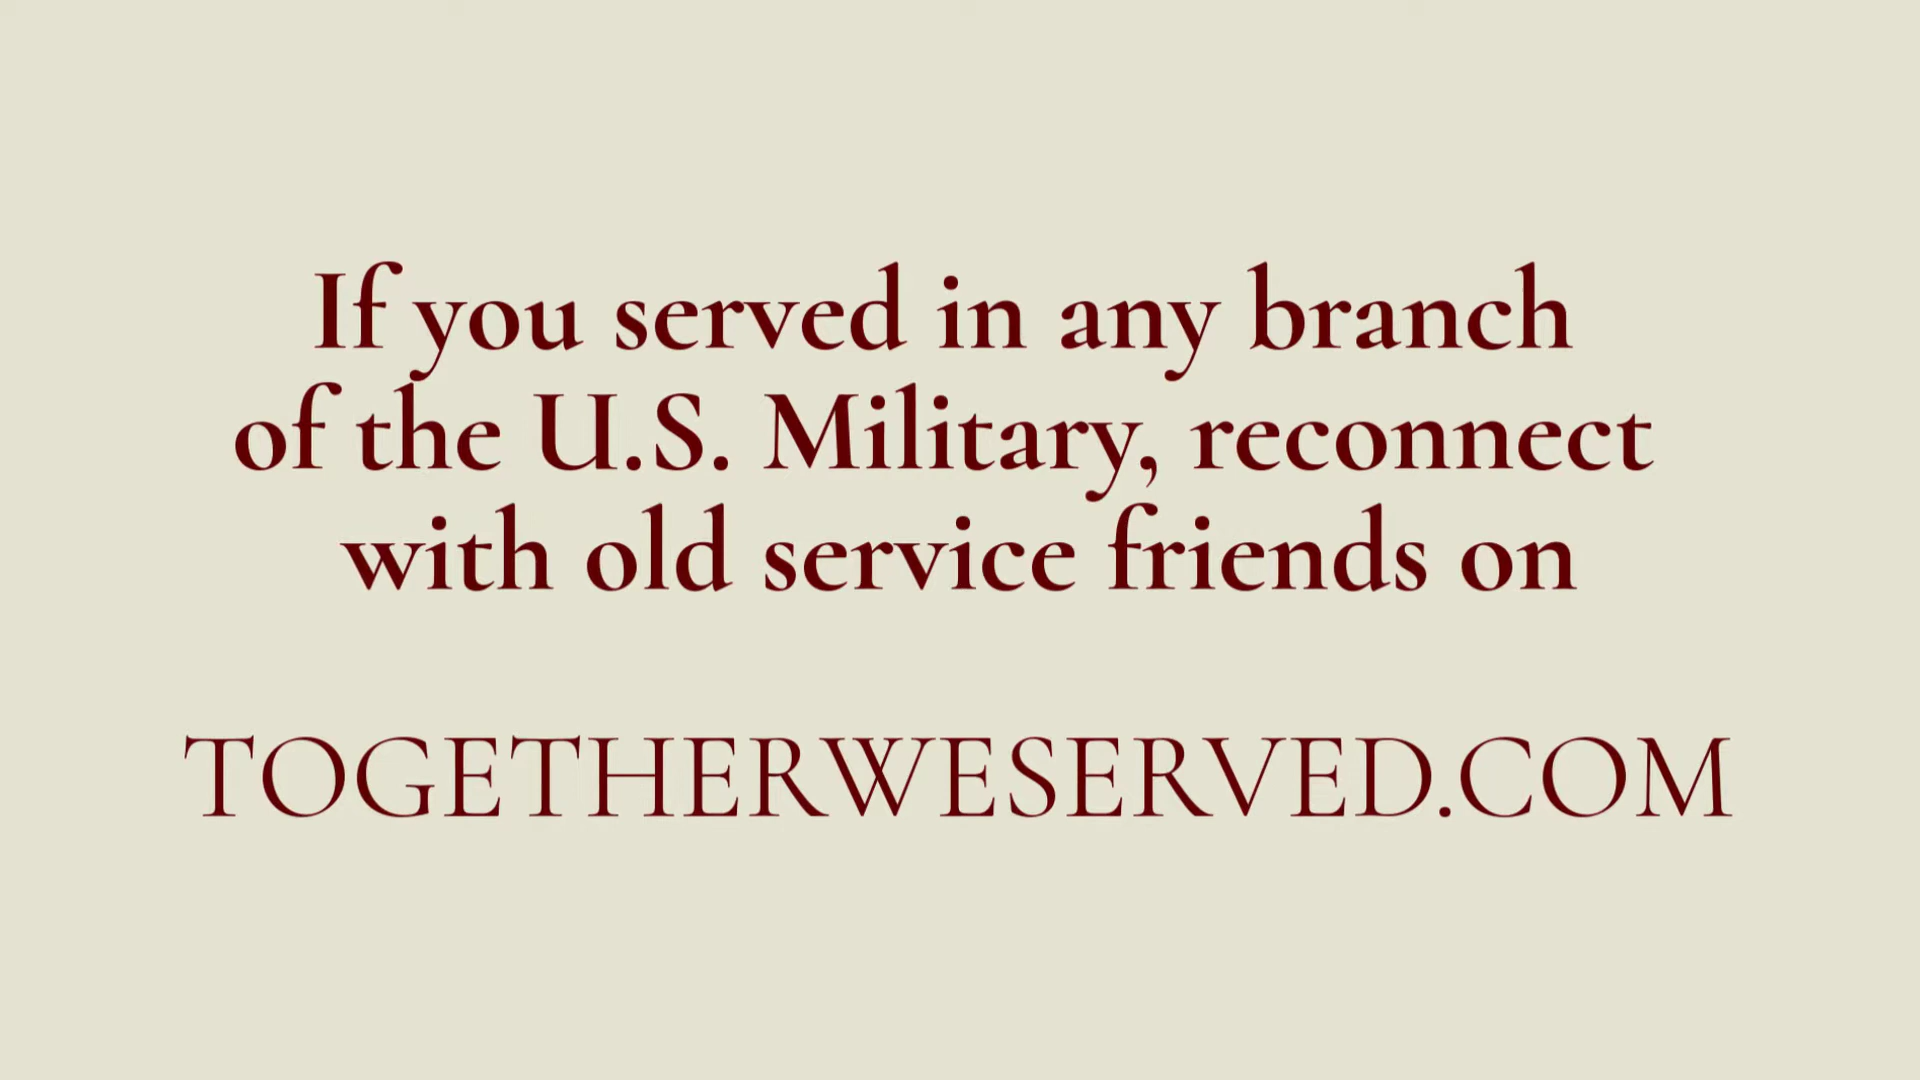 If you served in any branch
of the U.S. Military, reconnect
with old service friends on
TOGETHERWESERVED.COM